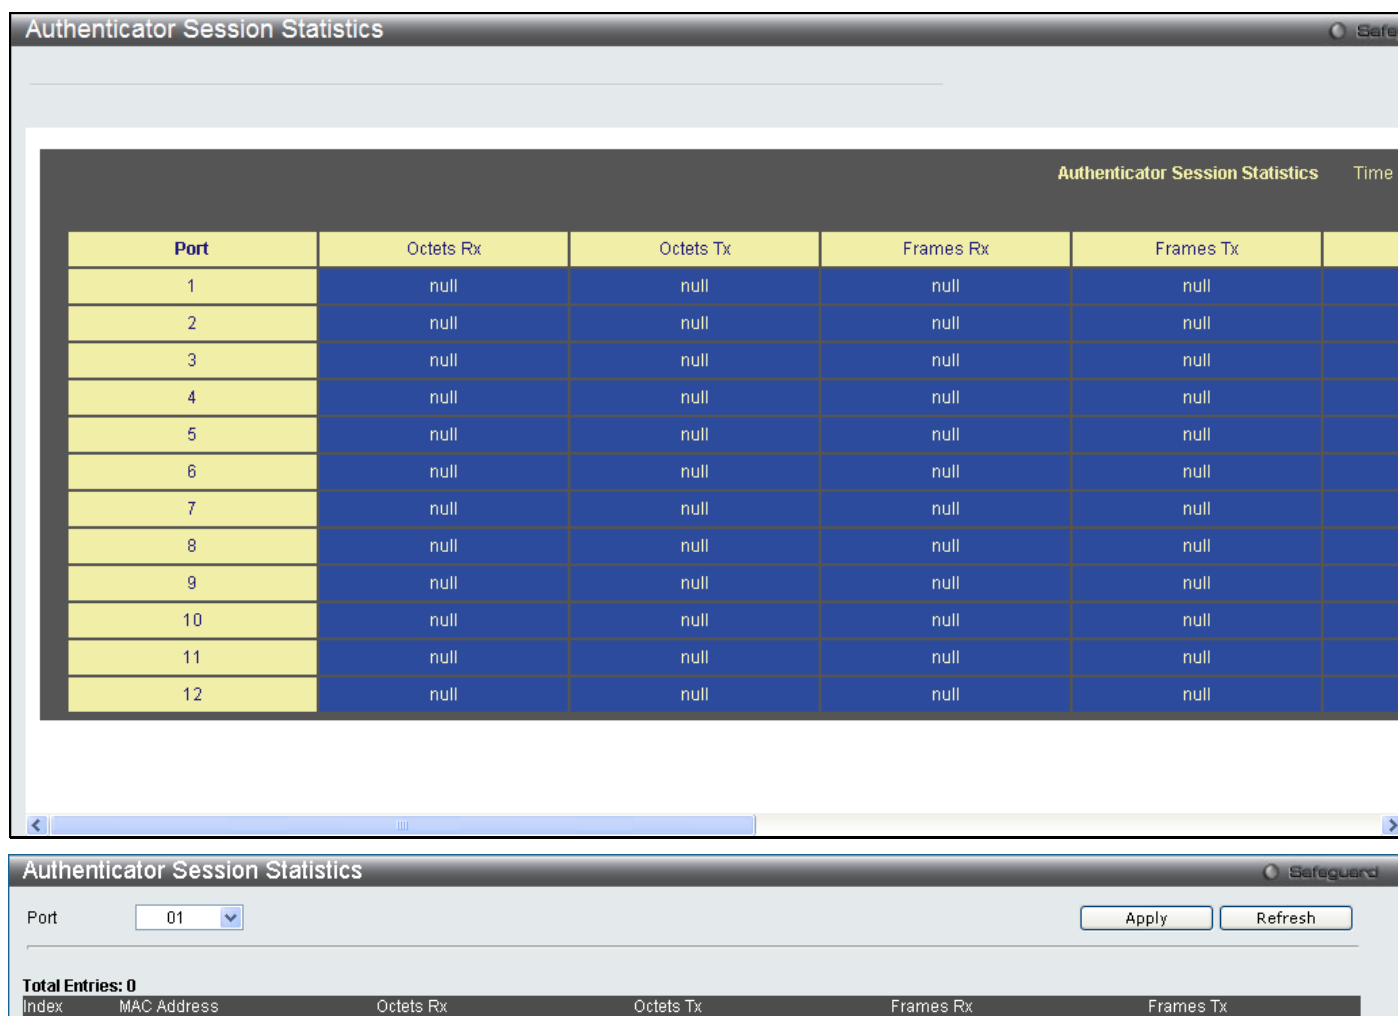 Authenticator Session Statistics Safe
Authenticator Session Statistics Time
Port Octets Rx Octets Tx Frames Rx Frames Tx
1 null null null null
2 null null null null
3 null null null null
4 null null null null
5 null null null null
6 null null null null
7 null null null null
8 null null null null
9 null null null null
10 null null null null
11 null null null null
12 null null null null
Authenticator Session Statistics Safeguard
Port 01 Apply Refresh
Total Entries: 0
Index MAC Address Octets Rx Octets Tx Frames Rx Frames Tx